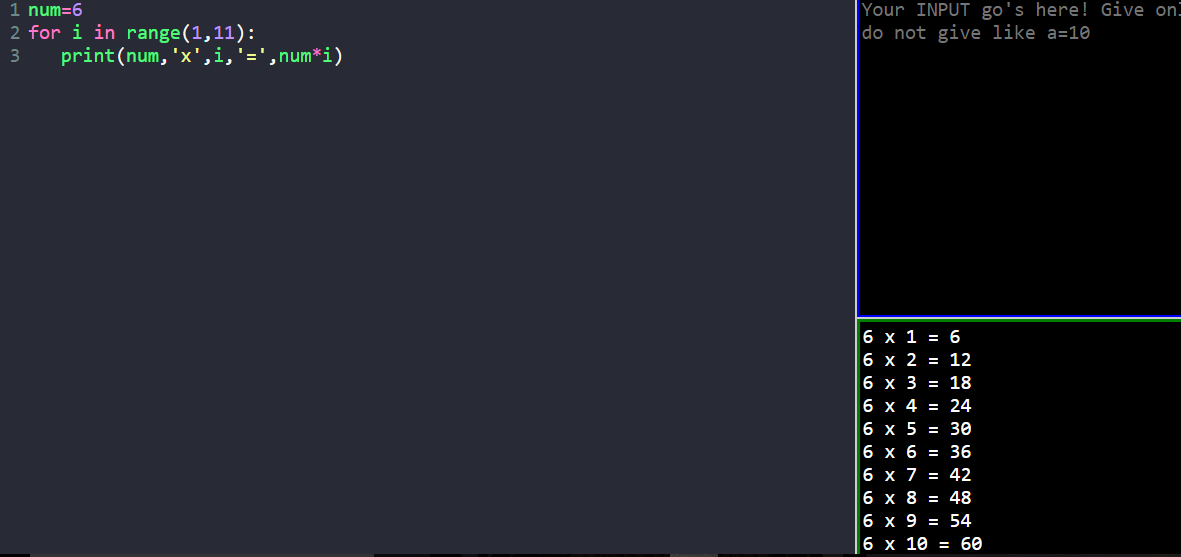 1 num=6
2 for i in range(1,11):
3    print(num,'x',i,'=',num*i)
Your INPUT go's here! Give
do not give like a=10
6 x 1 = 6
6 x 2 = 12
6 x 3 = 18
6 x 4 = 24
6 x 5 = 30
6 x 6 = 36
6 x 7 = 42
6 x 8 = 48
6 x 9 = 54
6 x 10 = 60